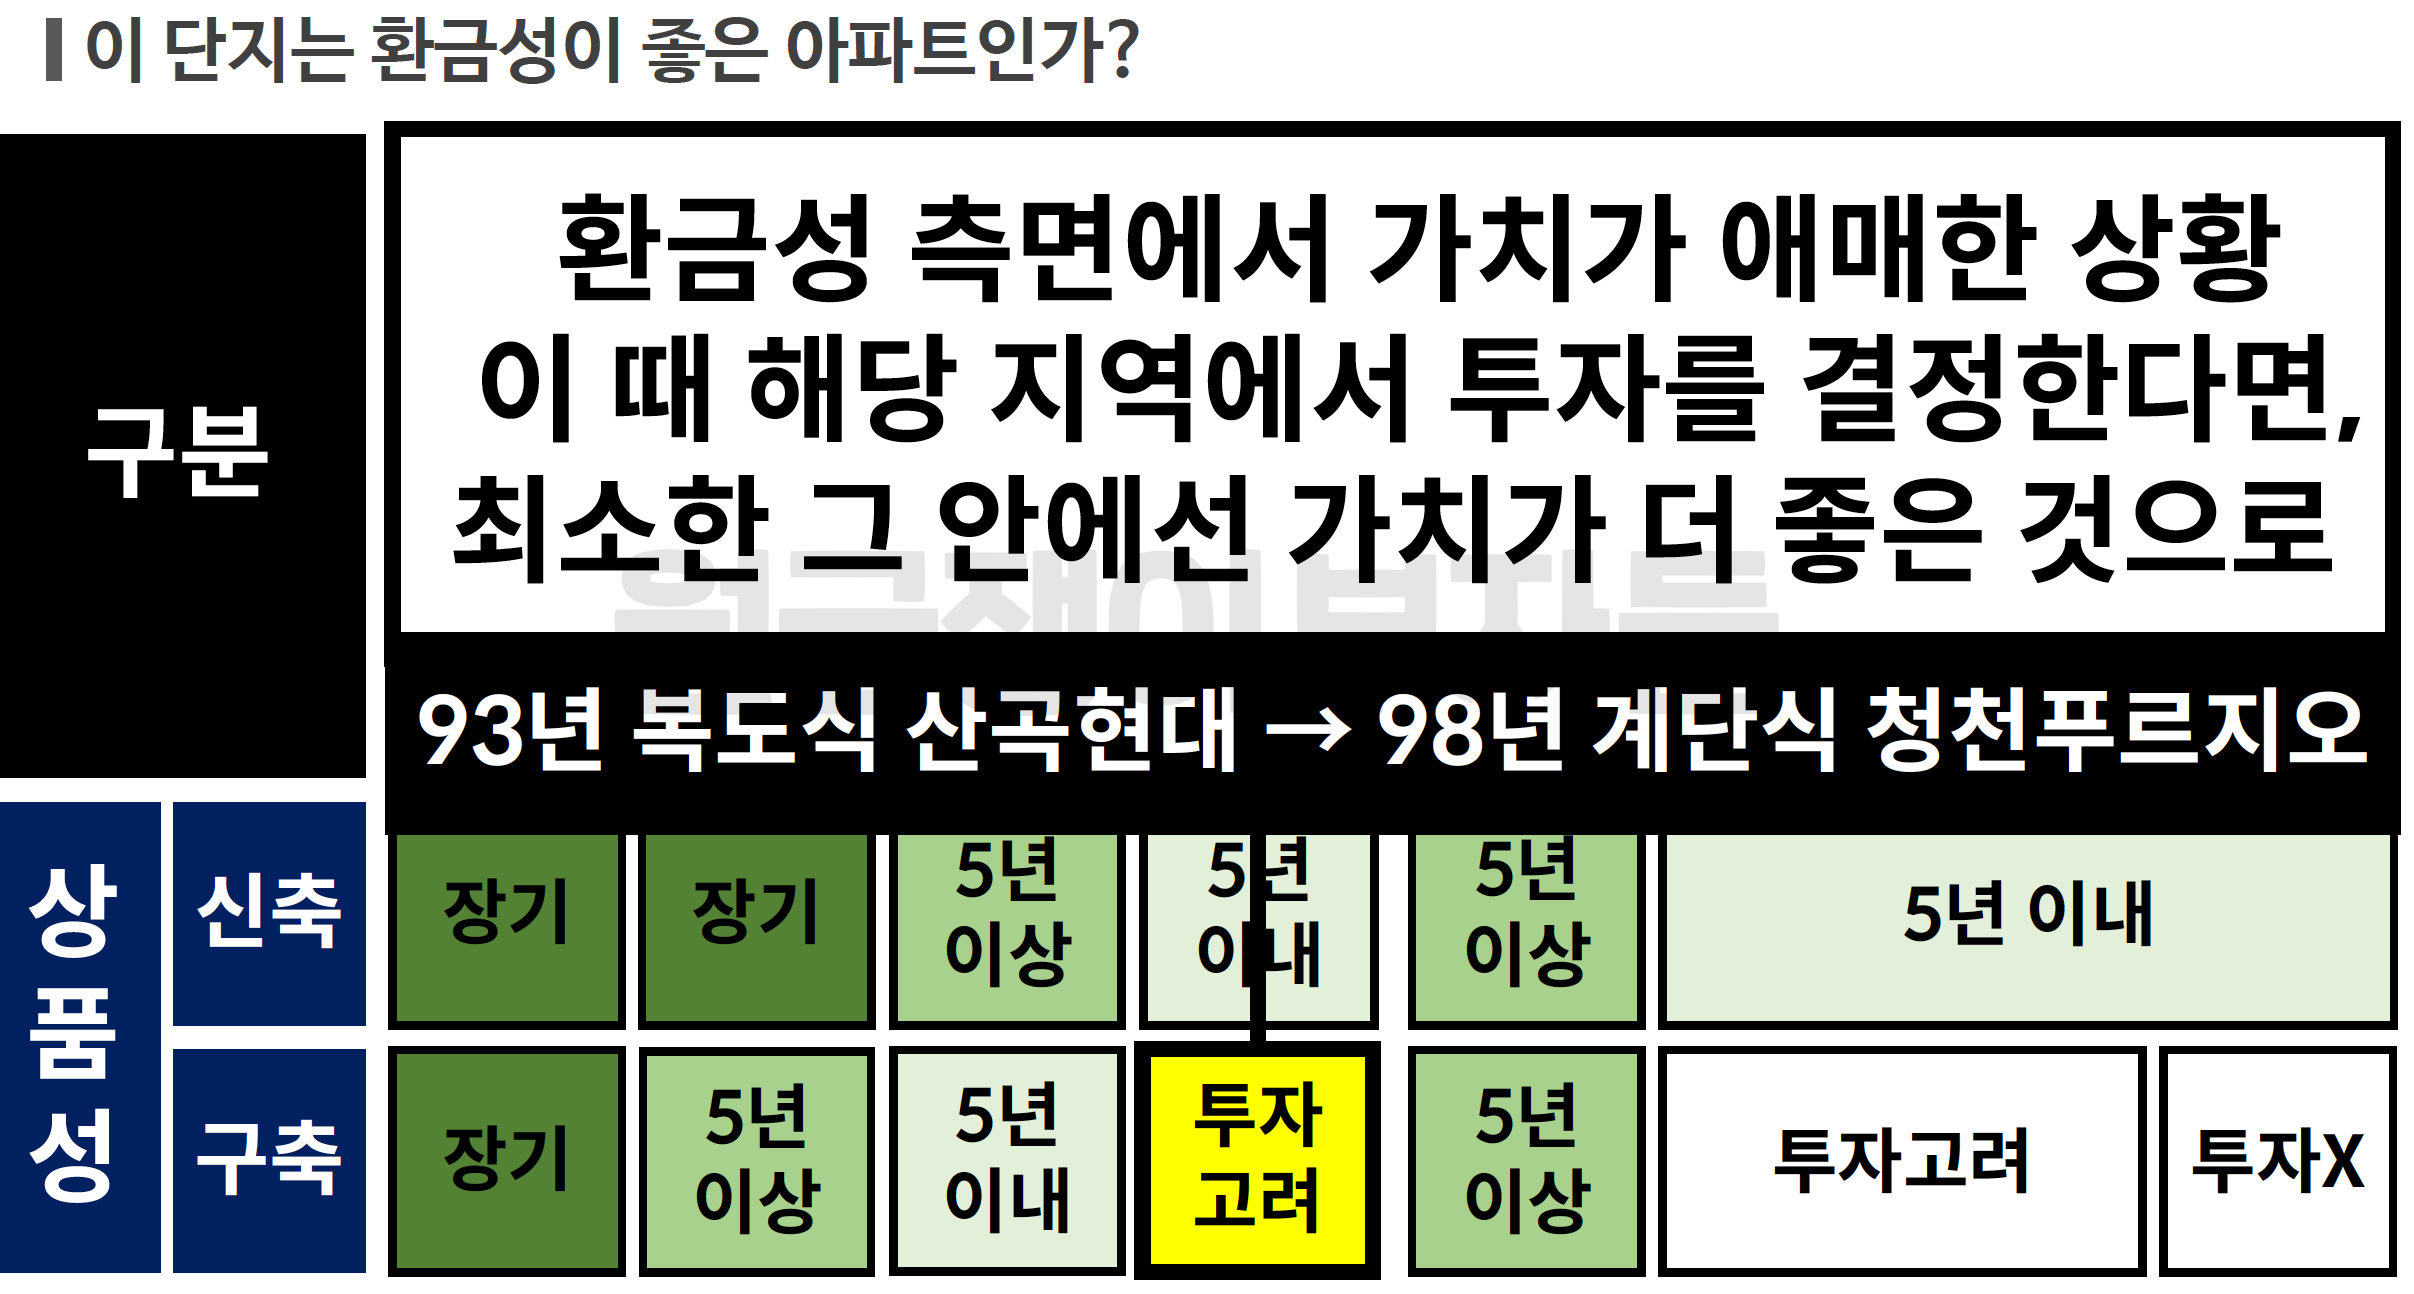 이 단지는 환금성이 좋은 아파트인가?
구분
환금성 측면에서 가치가 애매한 상황
이 때 해당 지역에서 투자를 결정한다면,
최소한 그 안에선 가치가 더 좋은 것으로
93년 복도식 산곡현대 → 98년 계단식 청천푸르지오
상품성
신축
장기
장기
5년
이상
5년
이내
5년
이상
5년 이내
구축
장기
5년
이상
5년
이내
투자
고려
5년
이상
투자고려
투자X